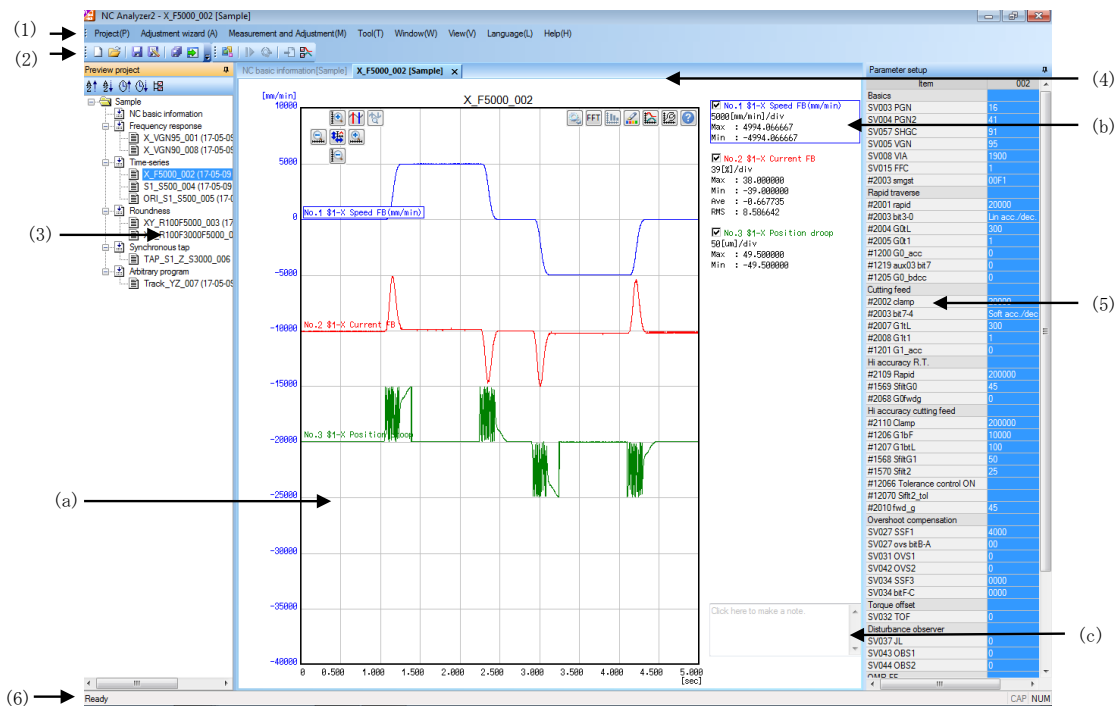 NC Analyzer2 - X_F5000_002 [Sample]
(1)
Project(P) Adjustment wizard (A) Measurement and Adjustment(M) Tool(T) Window(W) View(V) Language(L) Help(H)
(2)
Preview project
Sample
NC basic information
Frequency response
X_VGN95_001 (17-05-09
X_VGN90_008 (17-05-09
Time-series
X_F5000_002 (17-05-09
S1_S500_004 (17-05-09
ORI_S1_S500_005 (17-0
Roundness
XY_R100F5000_003 (17
R100F3000F5000_0
Synchronous tap
TAP_S1_Z_S3000_006
Arbitrary program
Track_YZ_007 (17-05-09
(3)
NC basic information[Sample] X_F5000_002 [Sample] x
(4)
[mm/min]
X_F5000_002
FFT
10000
5000
0
-5000
-10000
-15000
-20000
-25000
-30000
-35000
-40000
No.1 $1-X Speed FB(mm/min)
No.2 $1-X Current FB
No.3 $1-X Position droop
0 0.500 1.000 1.500 2.000 2.500 3.000 3.500 4.000 4.500 5.000
[sec]
(a)
No.1 $1-X Speed FB(mm/min)
5000[mm/min]/div
Max : 4994.066667
Min : -4994.066667
(b)
No.2 $1-X Current FB
39[%]/div
Max : 38.000000
Min : -39.000000
Ave : -0.667735
RMS : 8.586642
No.3 $1-X Position droop
50[um]/div
Max : 49.500000
Min : -49.500000
Click here to make a note.
(c)
Parameter setup
Item 002
Basics
SV003 PGN 16
SV004 PGN2 41
SV057 SHGC 91
SV005 VGN 95
SV008 VIA 1900
SV015 FFC 1
#2003 smgst 00F1
Rapid traverse
#2001 rapid 20000
#2003 bit3-0 Lin acc./dec.
#2004 G0tL 300
#2005 G0t1 1
#1200 G0_acc 0
#1219 aux03 bit7 0
#1205 G0_bdcc 0
Cutting feed
#2002 clamp 20000
(5)
#2003 bit7-4 Soft acc./dec
#2007 G1tL 300
#2008 G1t1 1
#1201 G1_acc 0
Hi accuracy R.T.
#2109 Rapid 200000
#1569 SfiltG0 45
#2068 G0fwdg 0
Hi accuracy cutting feed
#2110 Clamp 200000
#1206 G1bF 10000
#1207 G1btL 100
#1568 SfiltG1 50
#1570 Sfilt2 25
#12066 Tolerance control ON
#12070 Sfilt2_tol
#2010 fwd_g 45
Overshoot compensation
SV027 SSF1 4000
SV027 ovs bitB-A 00
SV031 OVS1 0
SV042 OVS2 0
SV034 SSF3 0000
SV034 bitF-C 0000
Torque offset
SV032 TOF 0
Disturbance observer
SV037 JL 0
SV043 OBS1 0
SV044 OBS2 0
OMR-FF
(6)
Ready
CAP NUM